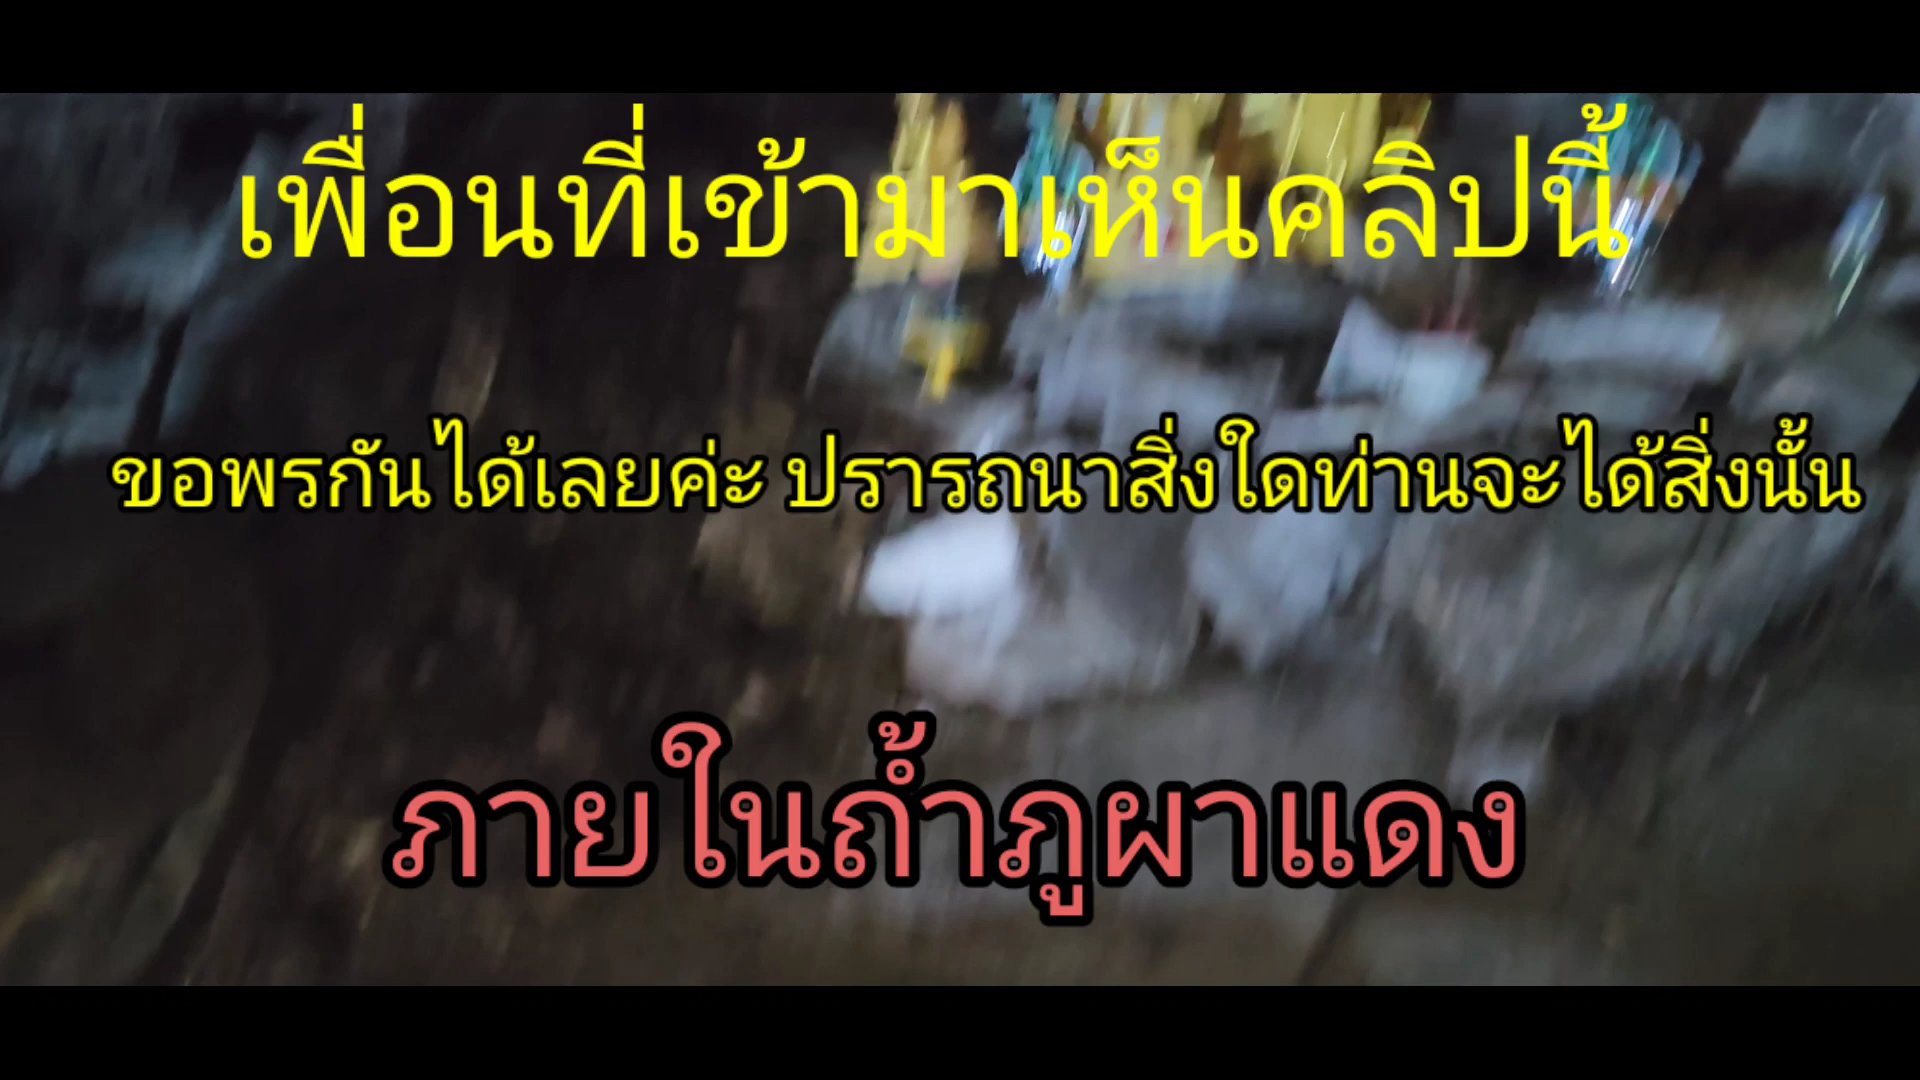 เพื่อนที่เข้ามาเห็นคลิปนี้
ขอพรกันได้เลยค่ะ ปรารถนาสิ่งใดท่านจะได้สิ่งนั้น
ภายในถ้ำภูผาแดง